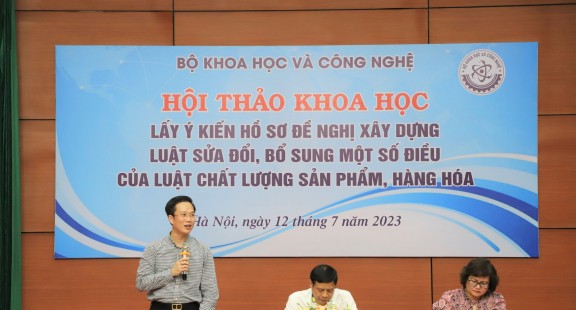 BỘ KHOA HỌC VÀ CÔNG NGHỆ
HỘI THẢO KHOA HỌC
LẤY Ý KIẾN HỒ SƠ ĐỀ NGHỊ XÂY DỰNG
LUẬT SỬA ĐỔI, BỔ SUNG MỘT SỐ ĐIỀU
CỦA LUẬT CHẤT LƯỢNG SẢN PHẨM, HÀNG HÓA
Hà Nội, ngày 12 tháng 7 năm 2023